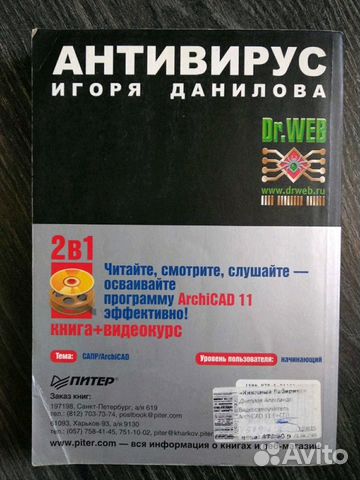 АНТИВИРУС
ИГОРЯ ДАНИЛОВА
Dr.WEB
www.drweb.ru
2в1
Читайте, смотрите, слушайте —
осваивайте
программу ArchiCAD 11
эффективно!
книга+видеокурс
Тема: САПР/ArchiCAD
Уровень пользователя: начинающий
ПИТЕР
Заказ книг:
197198, Санкт-Петербург, а/я 619
тел.: (812) 703-73-74, postbook@piter.com
61093, Харьков-93, а/я 9130
тел.: (057) 758-41-45, 751-10-02, piter@kharkov.piter
www.piter.com — вся информация о книгах и
Avito